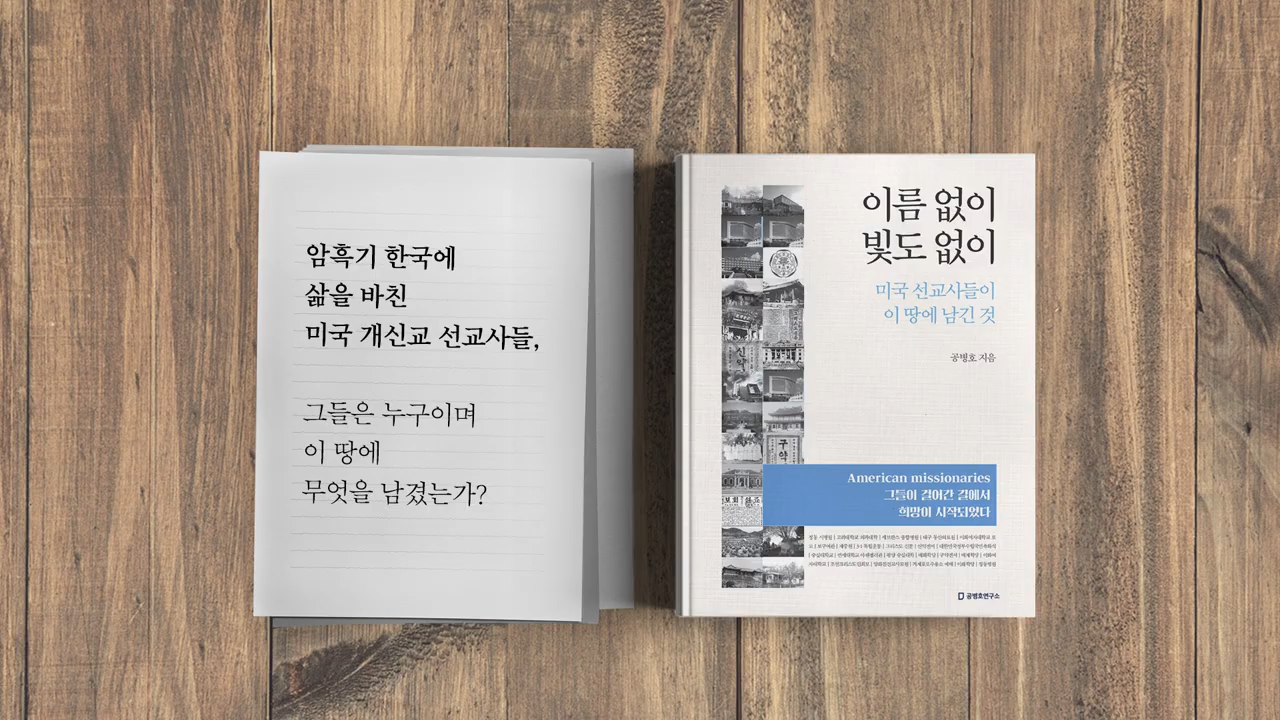 암흑기 한국에
삶을 바친
미국 개신교 선교사들,
그들은 누구이며
이 땅에
무엇을 남겼는가?
이름 없이
빛도 없이
미국 선교사들이
이 땅에 남긴 것
공병호 지음
신약
구약
American missionaries
그들이 걸어간 길에서
희망이 시작되었다
공병호연구소